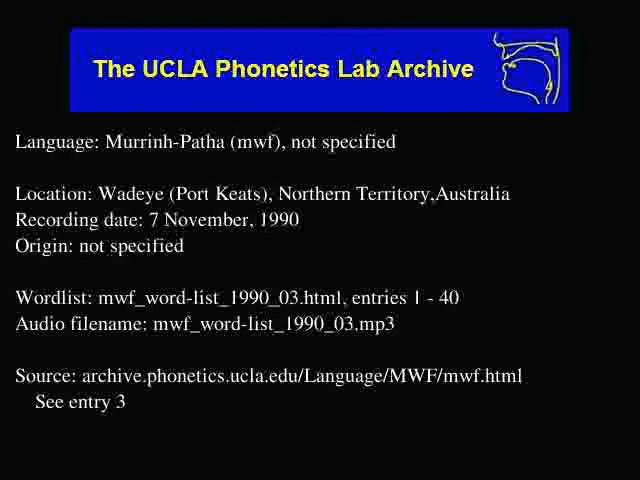 The UCLA Phonetics Lab Archive
Language: Murrinh-Patha (mwf), not specified
Location: Wadeye (Port Keats), Northern Territory,Australia
Recording date: 7 November, 1990
Origin: not specified
Wordlist: mwf_word-list_1990_03.html, entries 1 - 40
Audio filename: mwf_word-list_1990_03.mp3
Source: archive.phonetics.ucla.edu/Language/MWF/mwf.html
See entry 3